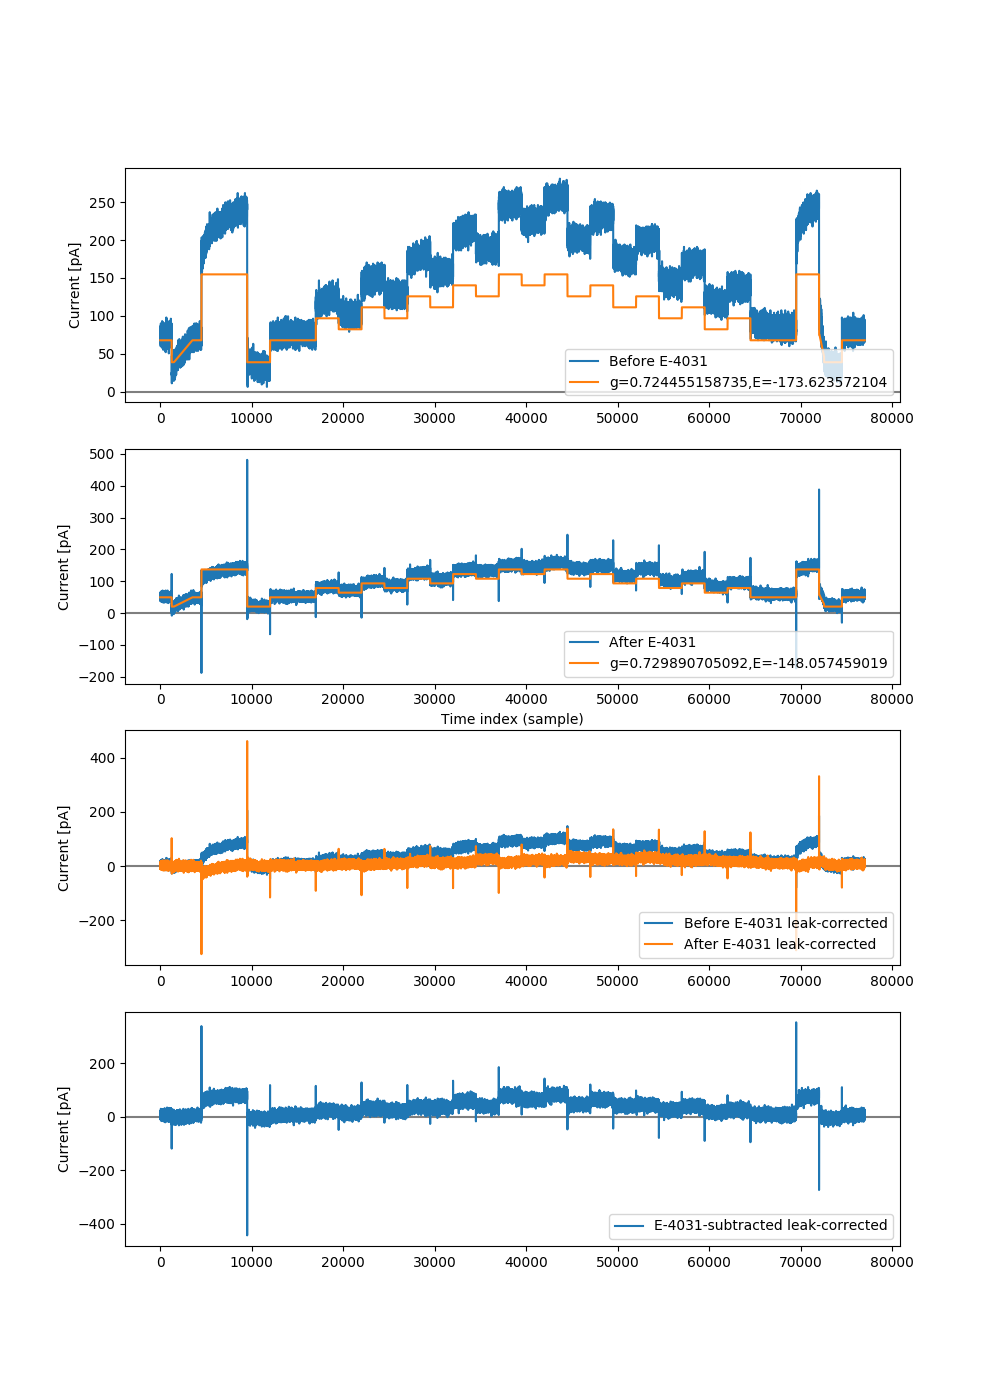 250
200
150
100
50
0
Current [pA]
Before E-4031
g=0.724455158735,E=-173.623572104
0 10000 20000 30000 40000 50000 60000 70000 80000
500
400
300
200
100
0
−100
−200
Current [pA]
After E-4031
g=0.729890705092,E=-148.057459019
0 10000 20000 30000 40000 50000 60000 70000 80000
Time index (sample)
400
200
0
−200
Current [pA]
Before E-4031 leak-corrected
After E-4031 leak-corrected
0 10000 20000 30000 40000 50000 60000 70000 80000
200
0
−200
−400
Current [pA]
E-4031-subtracted leak-corrected
0 10000 20000 30000 40000 50000 60000 70000 80000